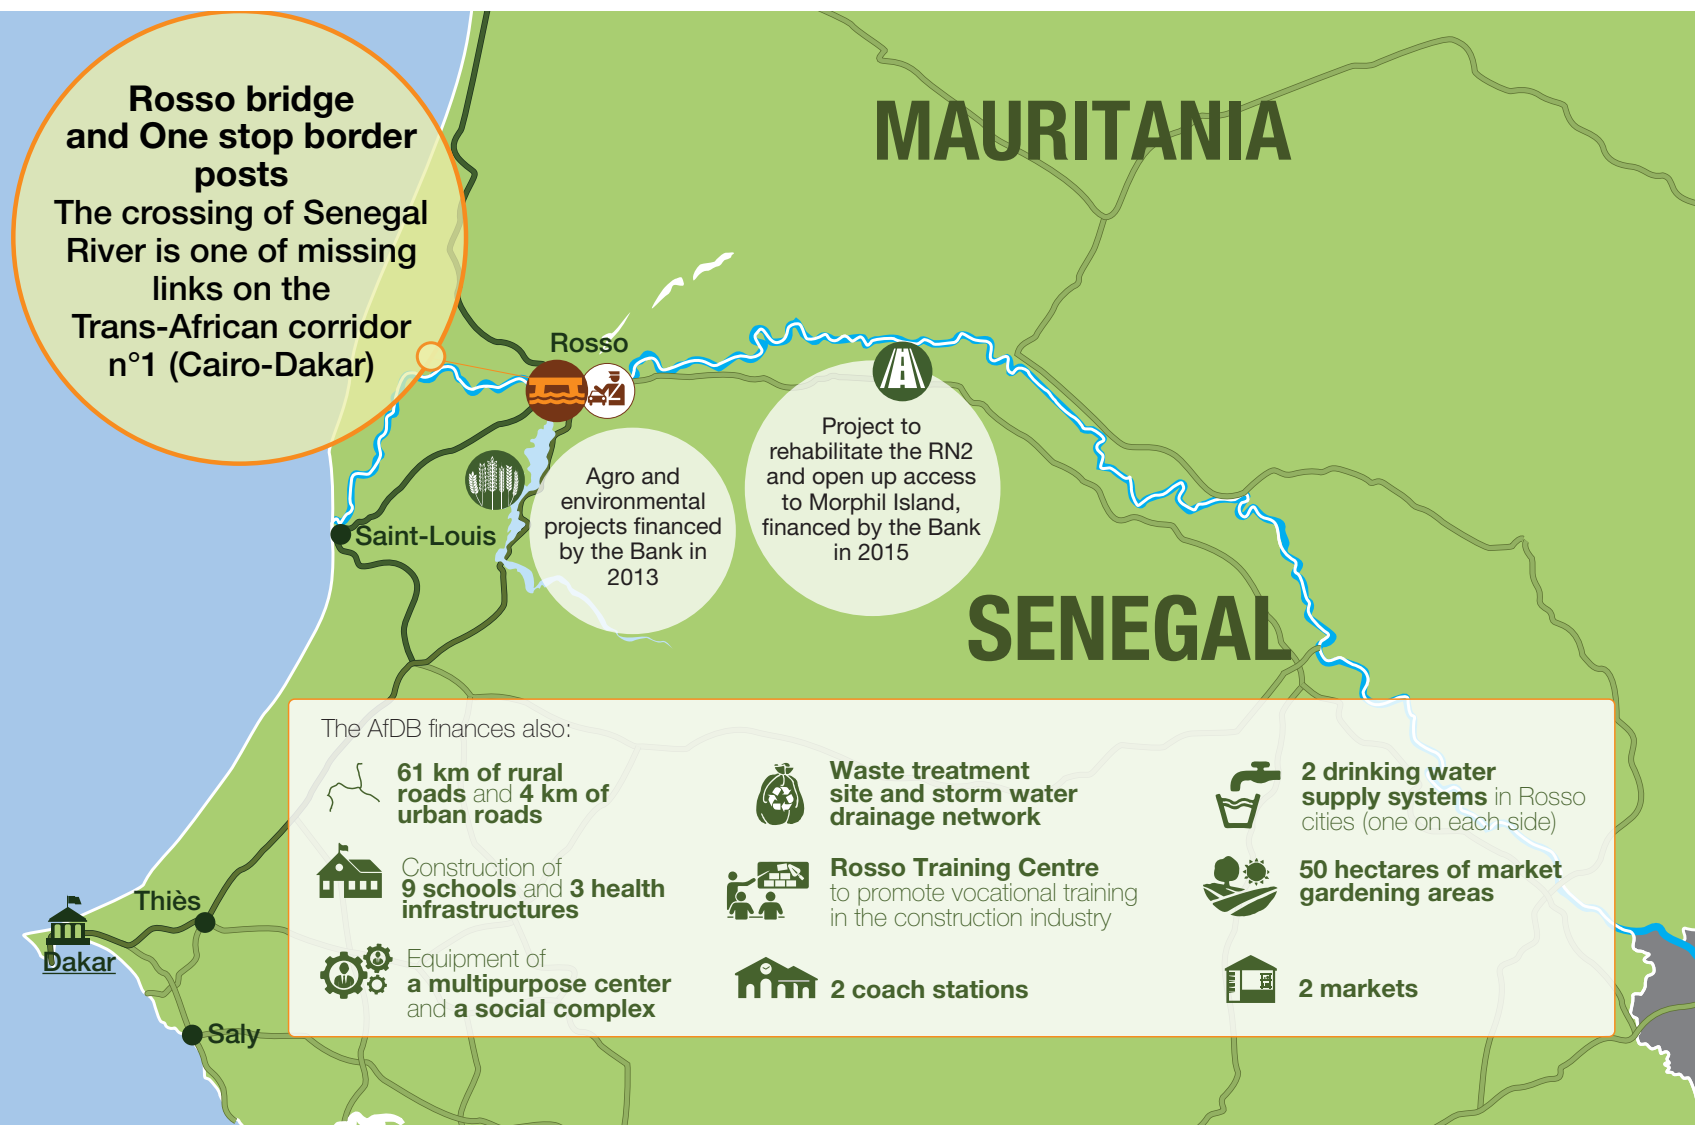 Rosso bridge
and One stop border
posts
The crossing of Senegal
River is one of missing
links on the
Trans-African corridor
n°1 (Cairo-Dakar)
MAURITANIA
Rosso
Project to
rehabilitate the RN2
and open up access
to Morphil Island,
financed by the Bank
in 2015
Agro and
environmental
projects financed
by the Bank in
2013
Saint-Louis
SENEGAL
The AfDB finances also:
61 km of rural
roads and 4 km of
urban roads
Waste treatment
site and storm water
drainage network
2 drinking water
supply systems in Rosso
cities (one on each side)
Construction of
9 schools and 3 health
infrastructures
Rosso Training Centre
to promote vocational training
in the construction industry
50 hectares of market
gardening areas
Equipment of
a multipurpose center
and a social complex
2 coach stations
2 markets
Thiès
Dakar
Saly